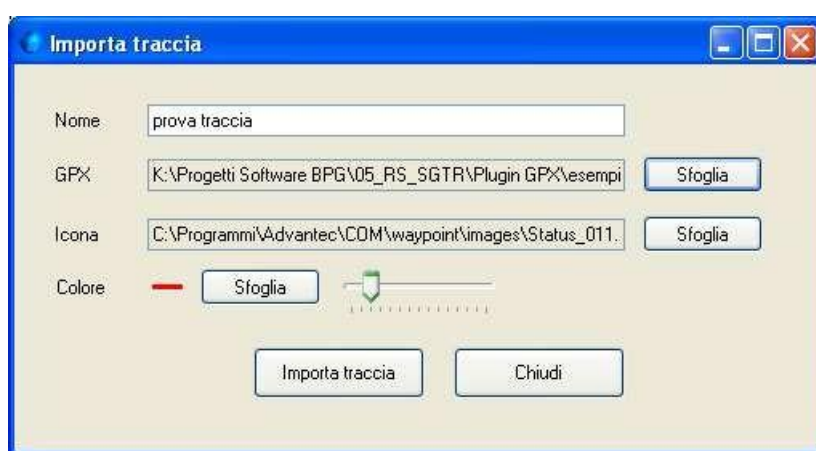 Importa traccia
Nome prova traccia
GPX K:\Progetti Software BPG\05_RS_SGTR\Plugin GPX\esempi Sfoglia
Icona C:\Programmi\Advantec\COM\waypoint\images\Status_011. Sfoglia
Colore Sfoglia
Importa traccia Chiudi